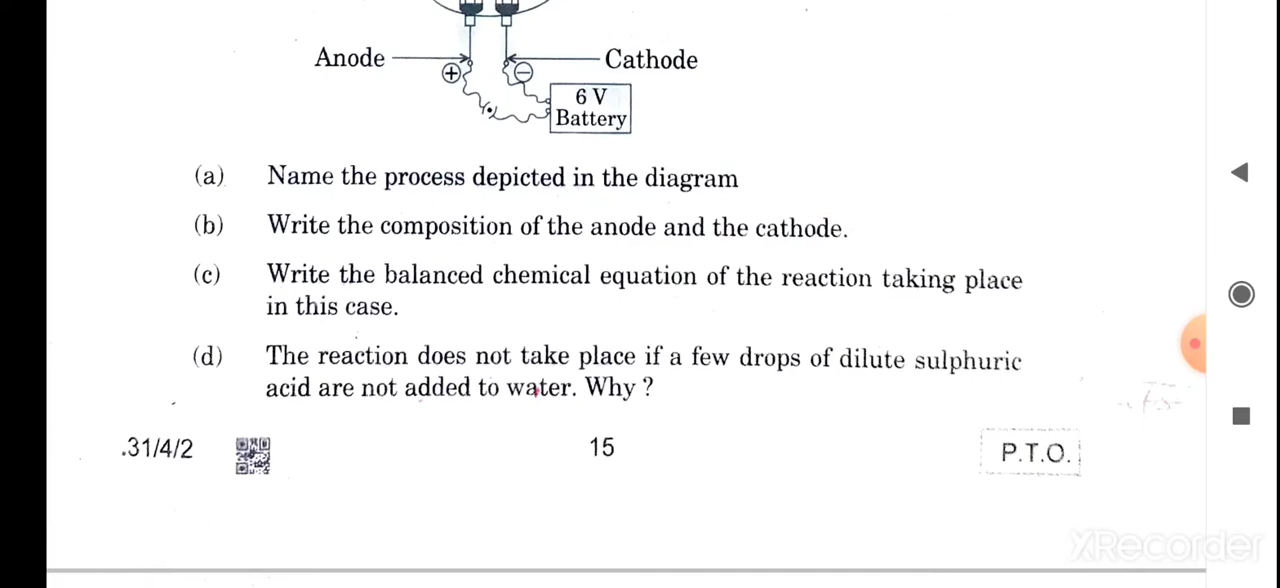 Anode Cathode
6 V
Battery
(a) Name the process depicted in the diagram
(b) Write the composition of the anode and the cathode.
(c) Write the balanced chemical equation of the reaction taking place
in this case.
(d) The reaction does not take place if a few drops of dilute sulphuric
acid are not added to water. Why ?
.31/4/2 15 P.T.O.
XRecorder